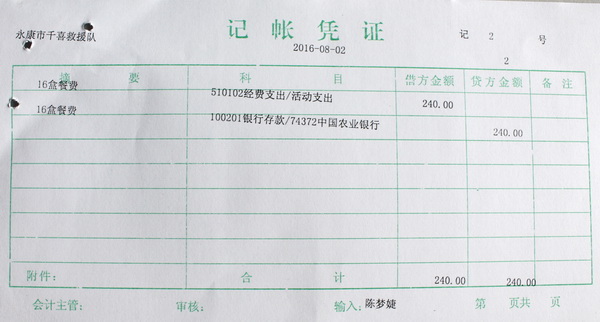 记帐凭证
永康市千喜救援队
2016-08-02
记 2 号
2
摘要 科目 借方金额 贷方金额 备注
16盒餐费 510102经费支出/活动支出 240.00
16盒餐费 100201银行存款/74372中国农业银行 240.00
附件: 合计 240.00 240.00
会计主管: 审核: 输入: 陈梦婕 第 页共 页